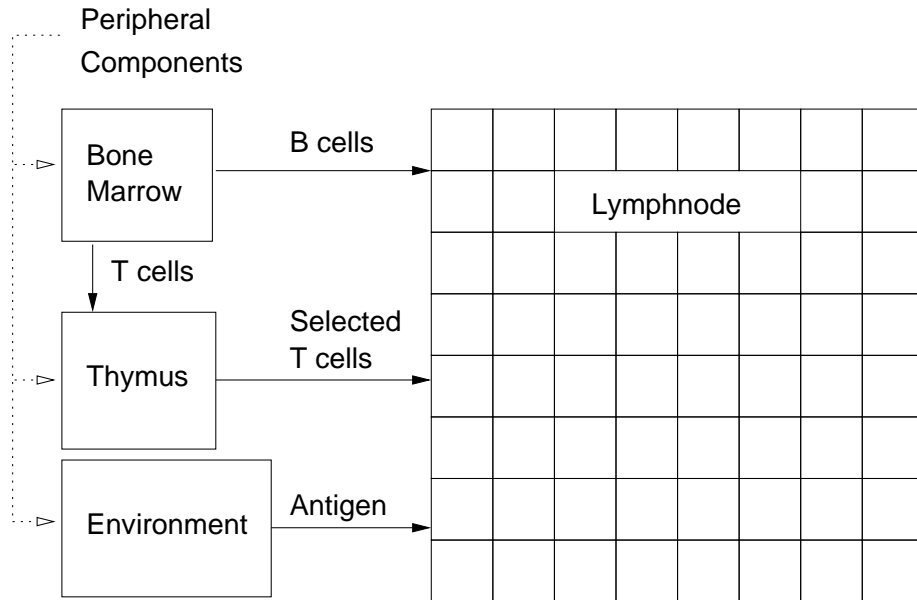 Peripheral
Components
Bone
Marrow
B cells
Lymphnode
T cells
Selected
T cells
Thymus
Antigen
Environment